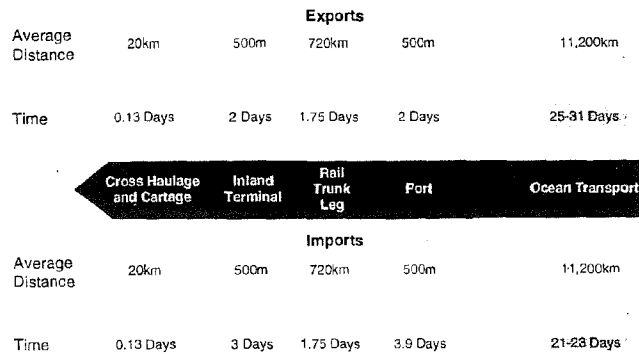 Exports
Average Distance 20km 500m 720km 500m 11,200km
Time 0.13 Days 2 Days 1.75 Days 2 Days 25-31 Days
Cross Haulage and Cartage Inland Terminal Rail Trunk Leg Port Ocean Transport
Imports
Average Distance 20km 500m 720km 500m 11,200km
Time 0.13 Days 3 Days 1.75 Days 3.9 Days 21-23 Days